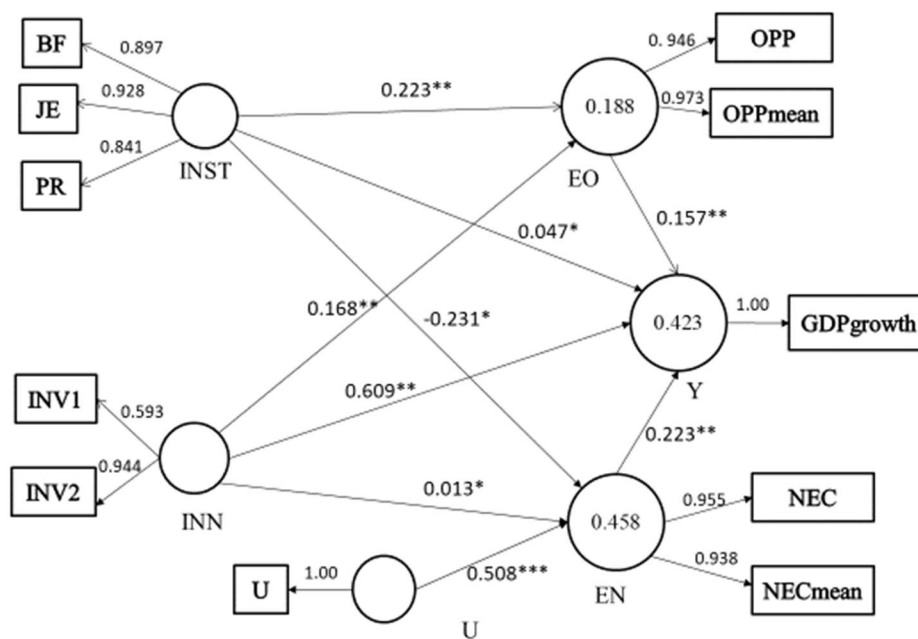 BF
0.897
JE
0.928
PR
0.841
INST
0.223**
0.188
EO
0. 946
OPP
0.973
OPPmean
0.157**
0.047*
0.168**
-0.231*
0.423
Y
1.00
GDPgrowth
0.609**
0.223**
INV1
0.593
INV2
0.944
INN
0.013*
0.458
EN
0.955
NEC
0.938
NECmean
0.508***
U
1.00
U